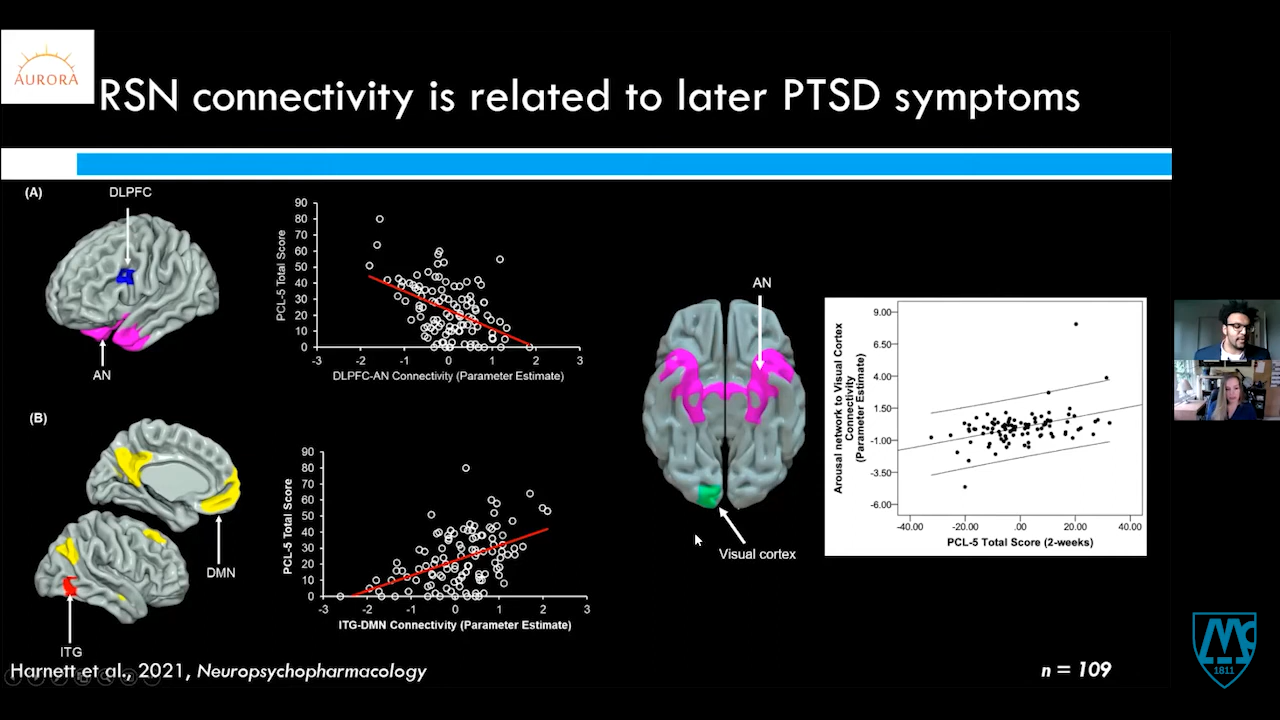 AURORA
RSN connectivity is related to later PTSD symptoms
(A)
DLPFC
AN
PCL-5 Total Score
90
80
70
60
50
40
30
20
10
0
-3 -2 -1 0 1 2 3
DLPFC-AN Connectivity (Parameter Estimate)
(B)
DMN
ITG
PCL-5 Total Score
90
80
70
60
50
40
30
20
10
0
-3 -2 -1 0 1 2 3
ITG-DMN Connectivity (Parameter Estimate)
AN
Visual cortex
Arousal network to Visual Cortex
Connectivity
(Parameter Estimate)
9.00
6.50
4.00
1.50
-1.00
-3.50
-6.00
-40.00 -20.00 .00 20.00 40.00
PCL-5 Total Score (2-weeks)
Harnett et al., 2021, Neuropsychopharmacology
n = 109
1811